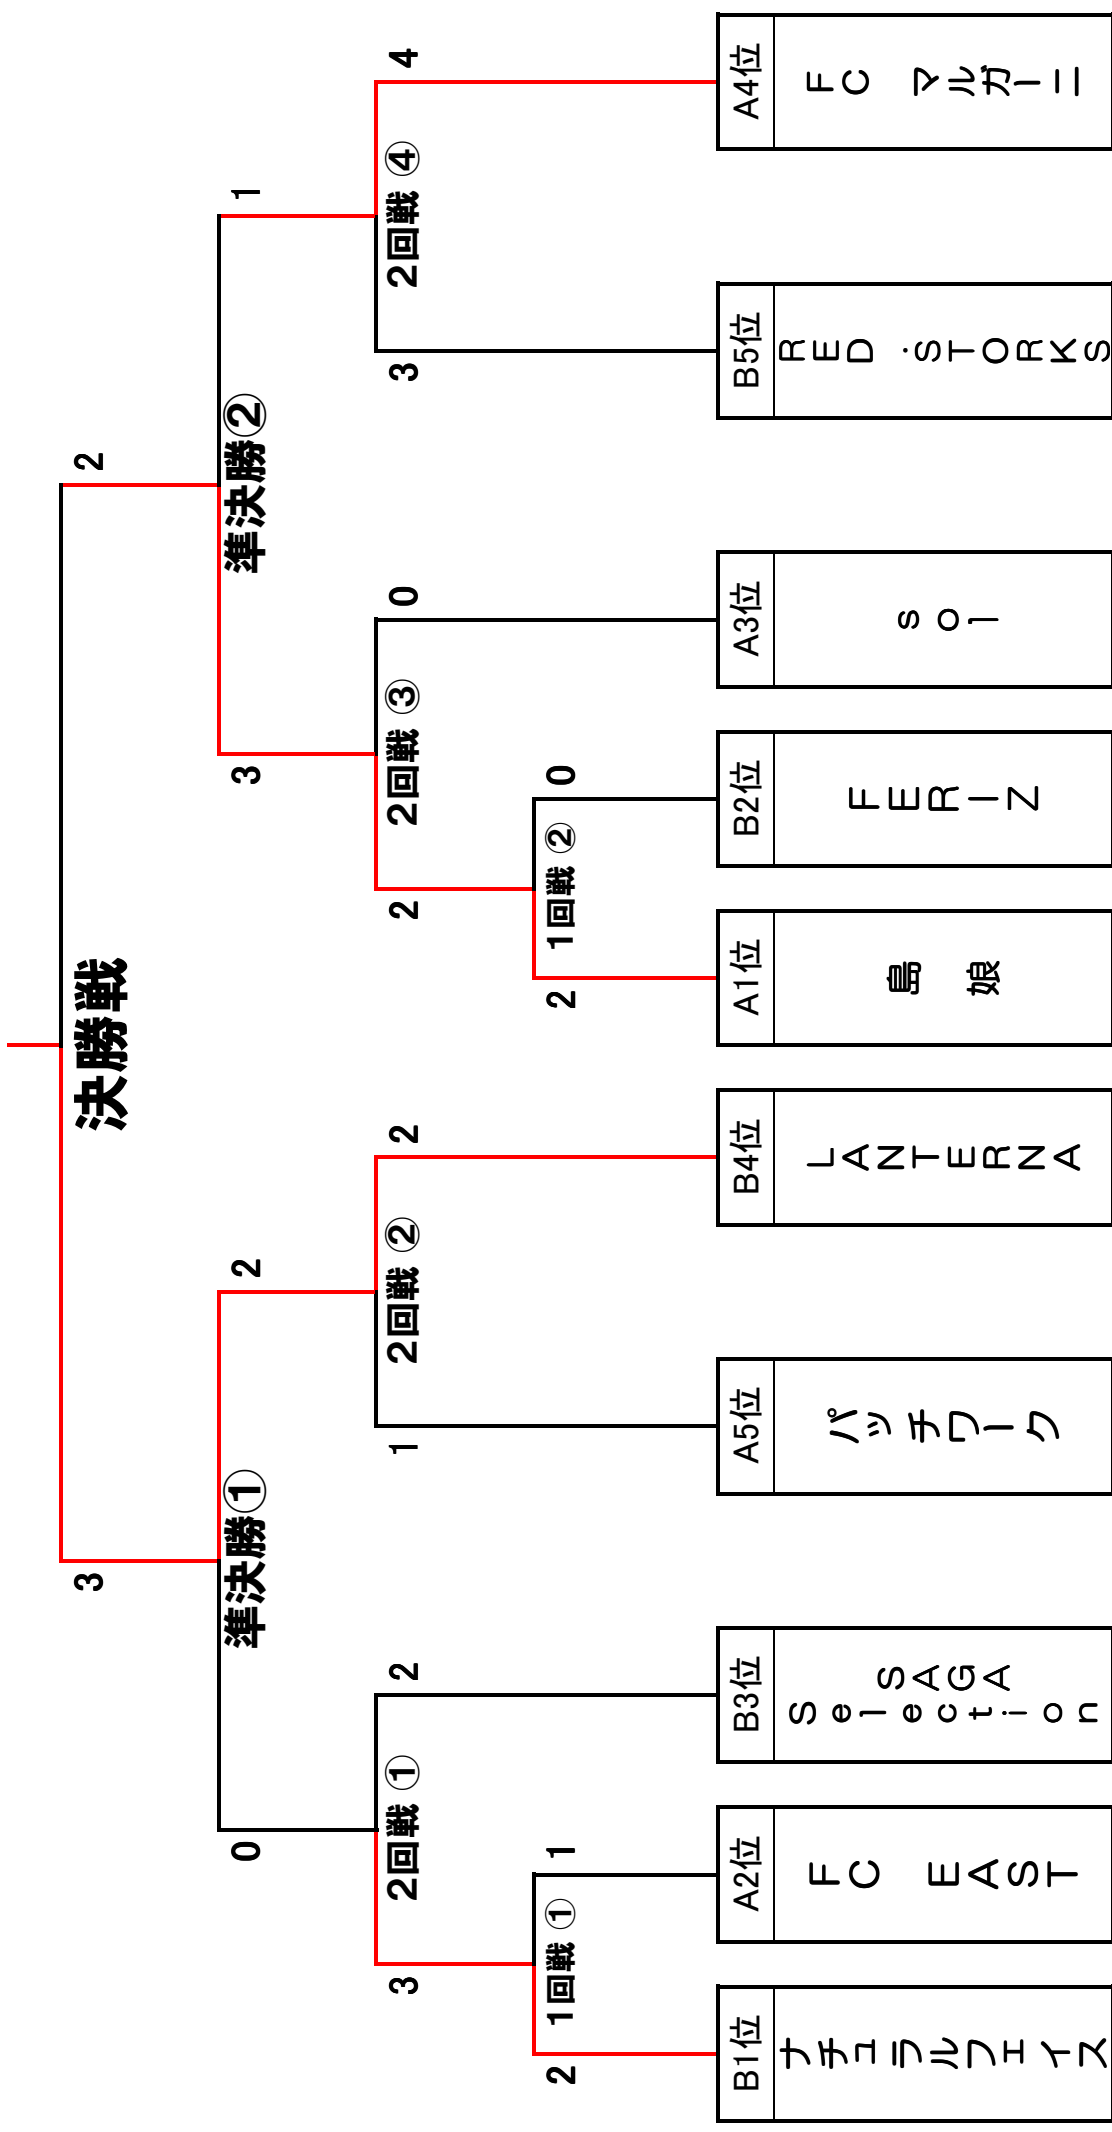 決勝戦
3
2
準決勝①
0
2
準決勝②
3
1
2回戦 ①
3
2
2回戦 ②
1
2
2回戦 ③
2
0
2回戦 ④
3
4
1回戦 ①
2
1
1回戦 ②
2
0
B1位
A2位
B3位
A5位
B4位
A1位
B2位
A3位
B5位
A4位
ナチュラルフェイス
FC EAST
SAGA
Selection
パッチワーク
LANTERNA
島 娘
FERIZ
sol
RED .STORKS
FC マルガーニ